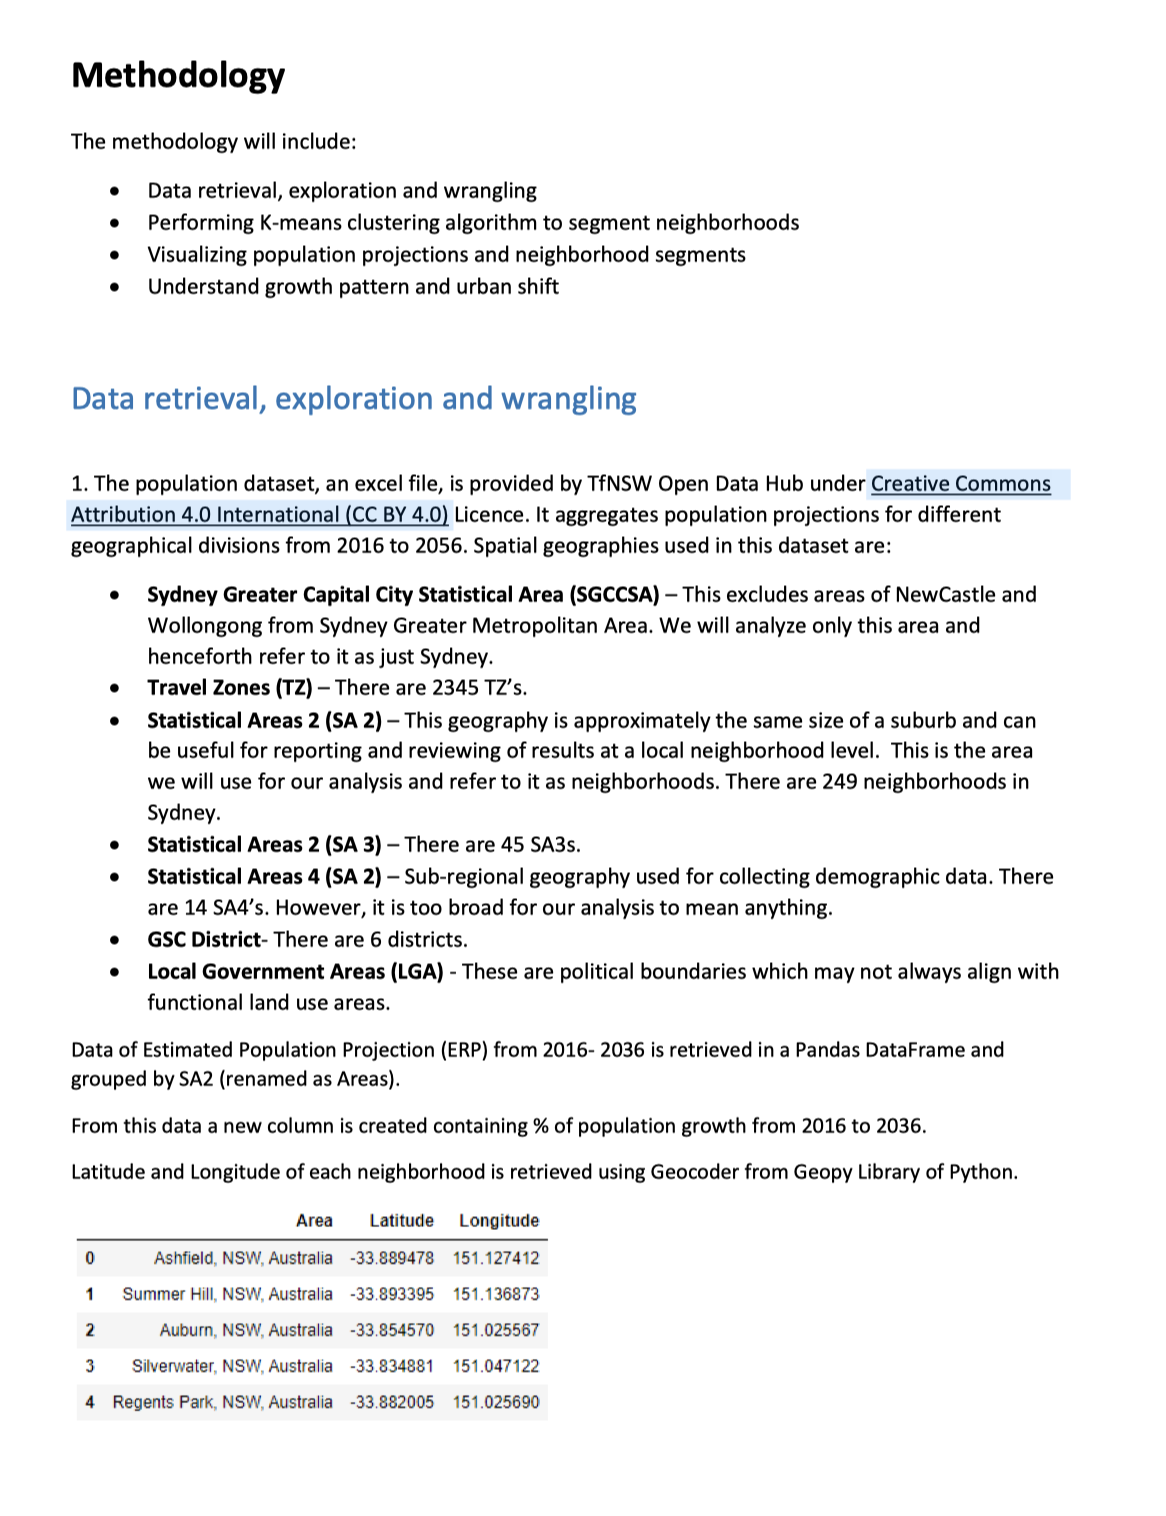 Methodology
The methodology will include:
• Data retrieval, exploration and wrangling
• Performing K-means clustering algorithm to segment neighborhoods
• Visualizing population projections and neighborhood segments
• Understand growth pattern and urban shift
Data retrieval, exploration and wrangling
1. The population dataset, an excel file, is provided by TfNSW Open Data Hub under Creative Commons
Attribution 4.0 International (CC BY 4.0) Licence. It aggregates population projections for different
geographical divisions from 2016 to 2056. Spatial geographies used in this dataset are:
• Sydney Greater Capital City Statistical Area (SGCCSA) – This excludes areas of NewCastle and
Wollongong from Sydney Greater Metropolitan Area. We will analyze only this area and
henceforth refer to it as just Sydney.
• Travel Zones (TZ) – There are 2345 TZ's.
• Statistical Areas 2 (SA 2) – This geography is approximately the same size of a suburb and can
be useful for reporting and reviewing of results at a local neighborhood level.  This is the area
we will use for our analysis and refer to it as neighborhoods. There are 249 neighborhoods in
Sydney.
• Statistical Areas 2 (SA 3) – There are 45 SA3s.
• Statistical Areas 4 (SA 2) – Sub-regional geography used for collecting demographic data. There
are 14 SA4's. However, it is too broad for our analysis to mean anything.
• GSC District- There are 6 districts.
• Local Government Areas (LGA) - These are political boundaries which may not always align with
functional land use areas.
Data of Estimated Population Projection (ERP) from 2016- 2036 is retrieved in a Pandas DataFrame and
grouped by SA2 (renamed as Areas).
From this data a new column is created containing % of population growth from 2016 to 2036.
Latitude and Longitude of each neighborhood is retrieved using Geocoder from Geopy Library of Python.
Area Latitude Longitude
0 Ashfield, NSW, Australia -33.889478 151.127412
1 Summer Hill, NSW, Australia -33.893395 151.136873
2 Auburn, NSW, Australia -33.854570 151.025567
3 Silverwater, NSW, Australia -33.834881 151.047122
4 Regents Park, NSW, Australia -33.882005 151.025690